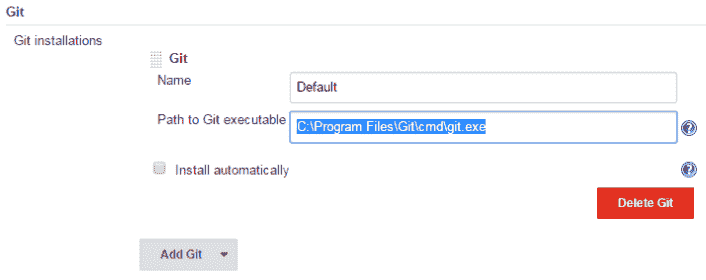 Git
Git installations
Git
Name
Default
Path to Git executable
C:\Program Files\Git\cmd\git.exe
Install automatically
Delete Git
Add Git